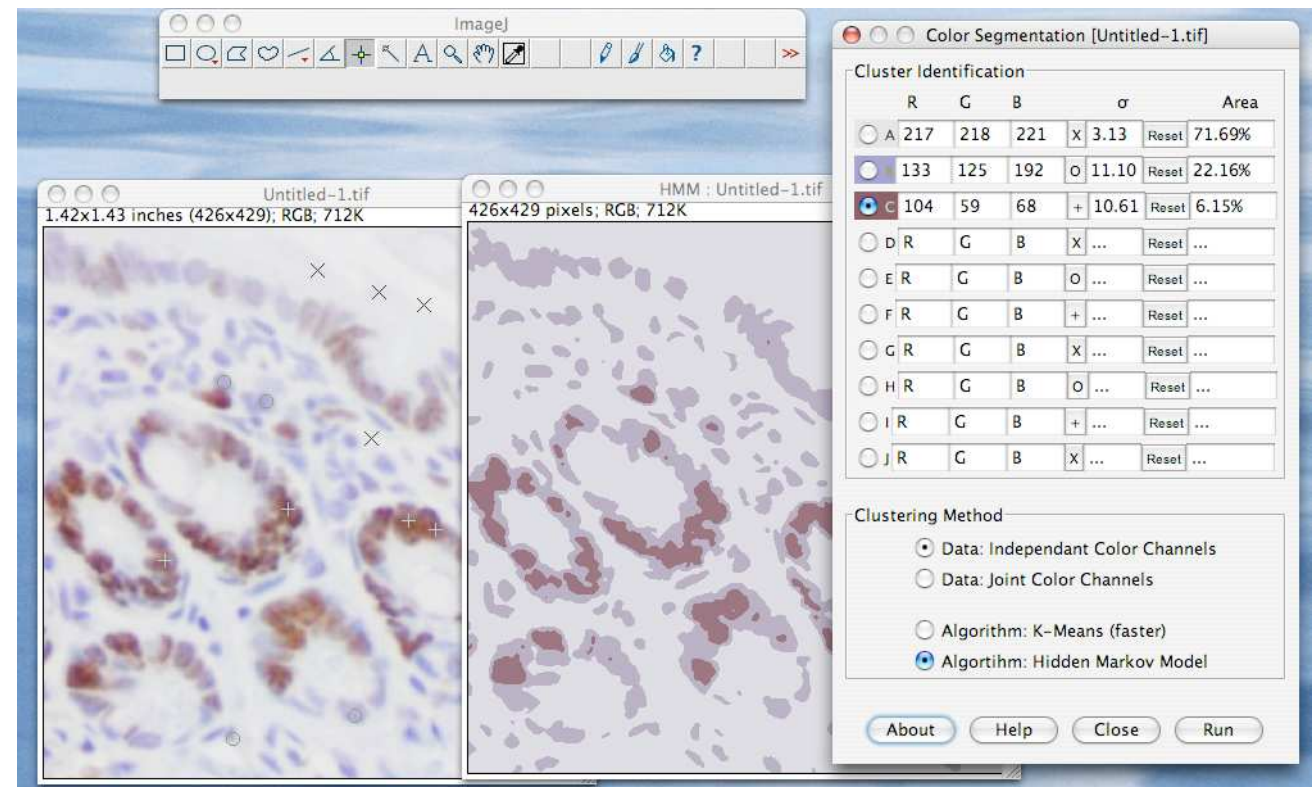 ImageJ
A
?
>>
Untitled-1.tif
1.42x1.43 inches (426x429); RGB; 712K
HMM : Untitled-1.tif
426x429 pixels; RGB; 712K
Color Segmentation [Untitled-1.tif]
Cluster Identification
R G B σ Area
A 217 218 221 X 3.13 Reset 71.69%
133 125 192 O 11.10 Reset 22.16%
C 104 59 68 + 10.61 Reset 6.15%
D R G B X ... Reset ...
E R G B O ... Reset ...
F R G B + ... Reset ...
G R G B X ... Reset ...
H R G B O ... Reset ...
I R G B + ... Reset ...
J R G B X ... Reset ...
Clustering Method
Data: Independant Color Channels
Data: Joint Color Channels
Algorithm: K-Means (faster)
Algortihm: Hidden Markov Model
About Help Close Run